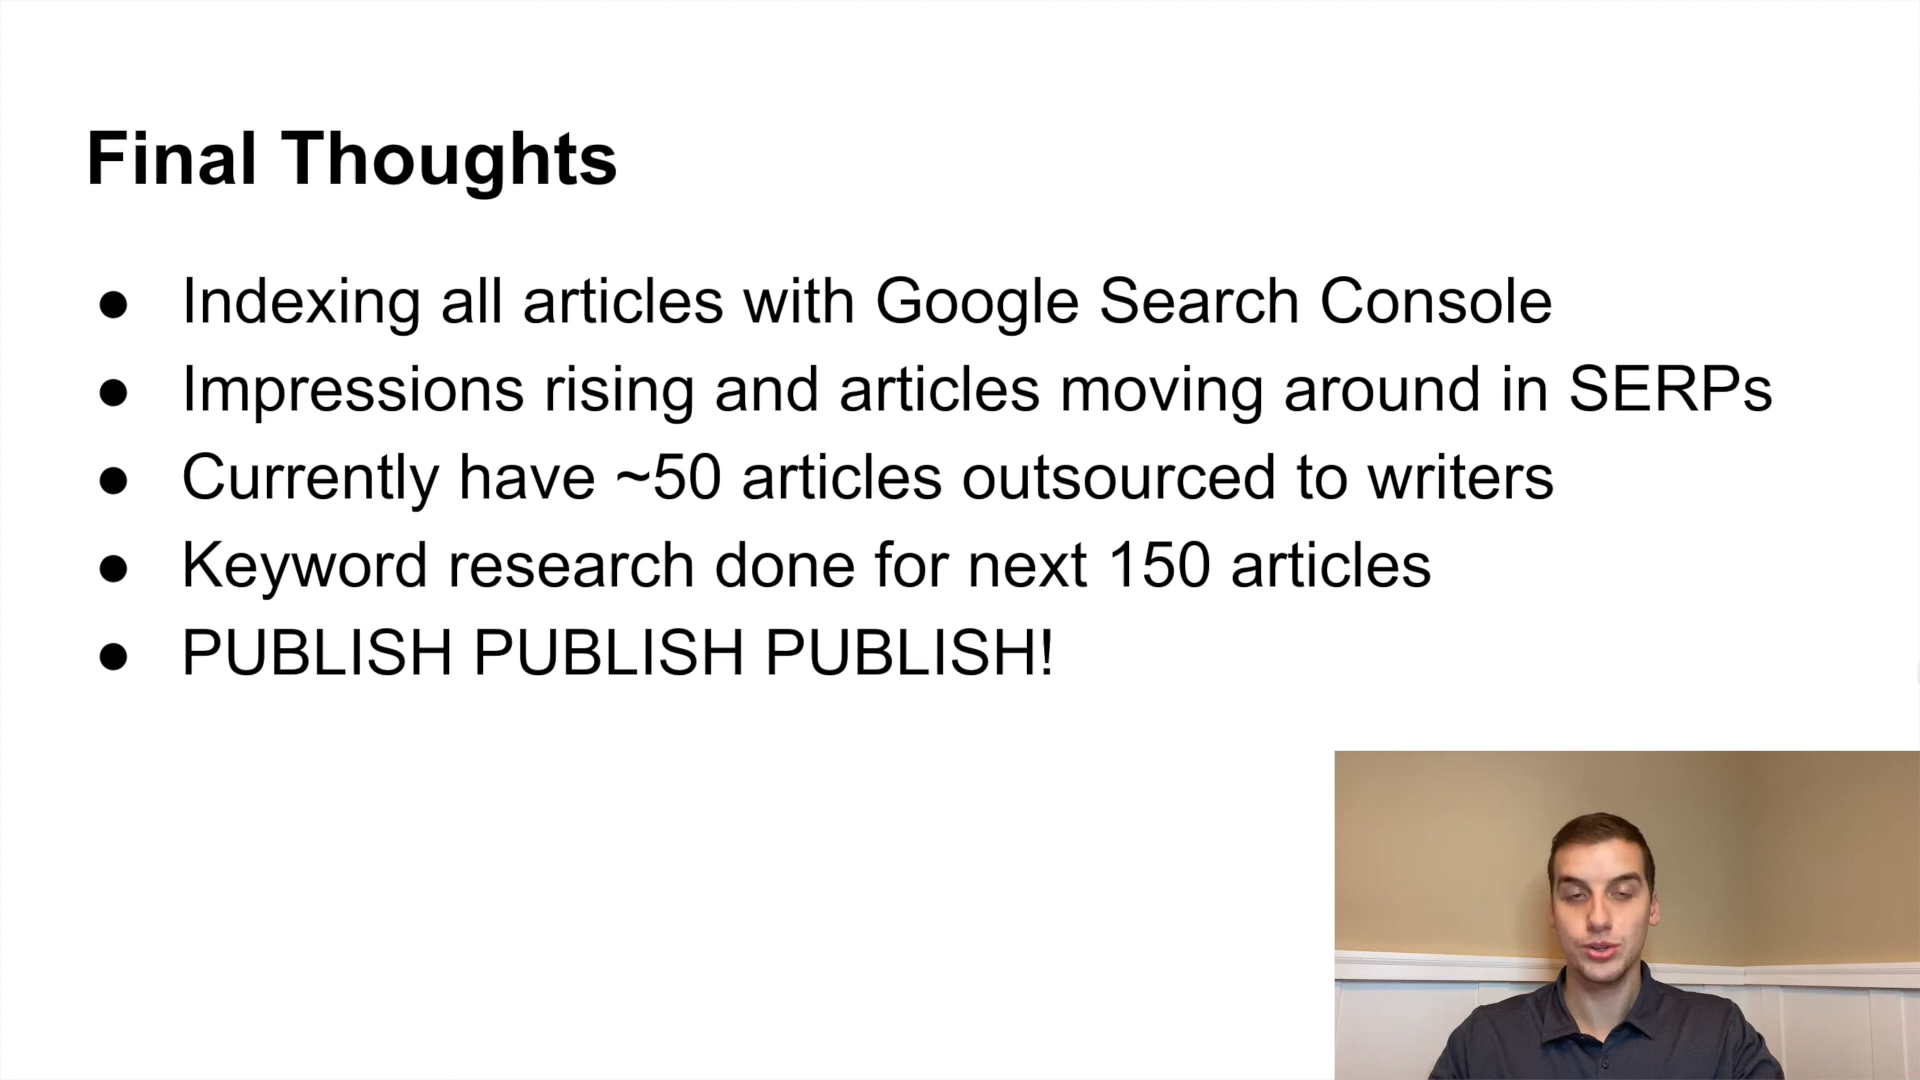 Final Thoughts
● Indexing all articles with Google Search Console
● Impressions rising and articles moving around in SERPs
● Currently have ~50 articles outsourced to writers
● Keyword research done for next 150 articles
● PUBLISH PUBLISH PUBLISH!